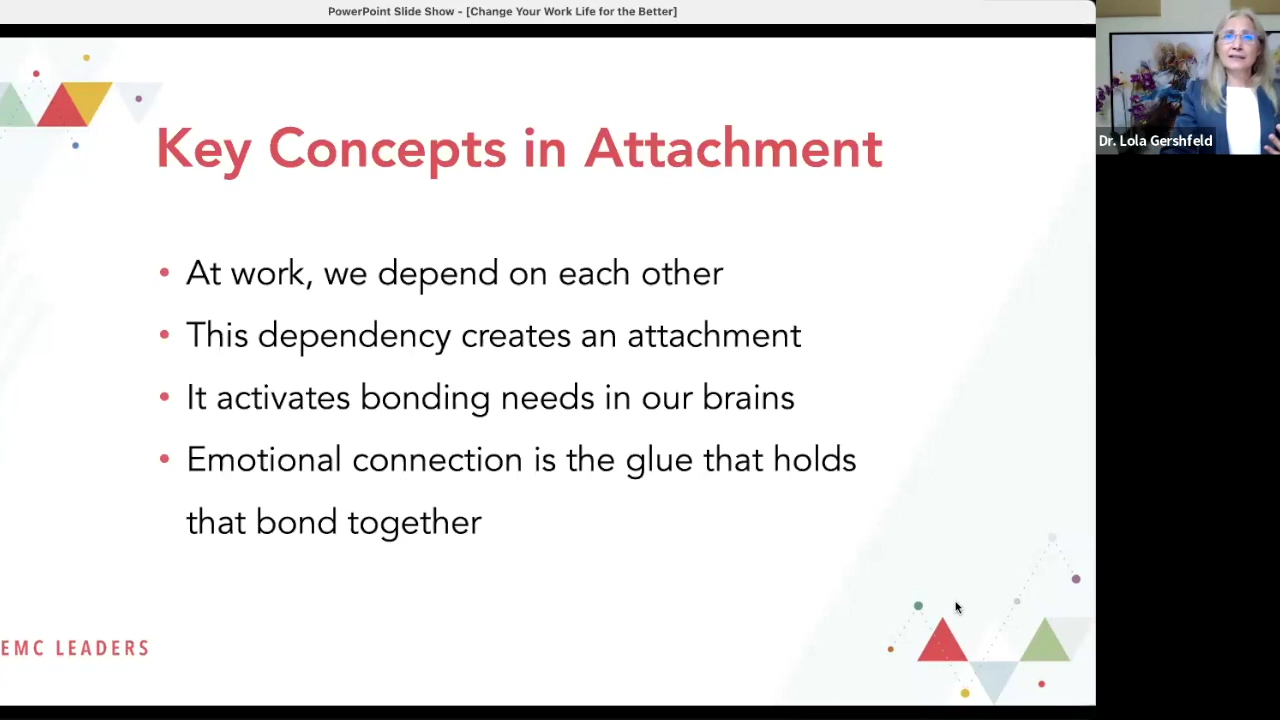 PowerPoint Slide Show - [Change Your Work Life for the Better]
Dr. Lola Gershfeld
Key Concepts in Attachment
• At work, we depend on each other
• This dependency creates an attachment
• It activates bonding needs in our brains
• Emotional connection is the glue that holds
that bond together
EMC LEADERS